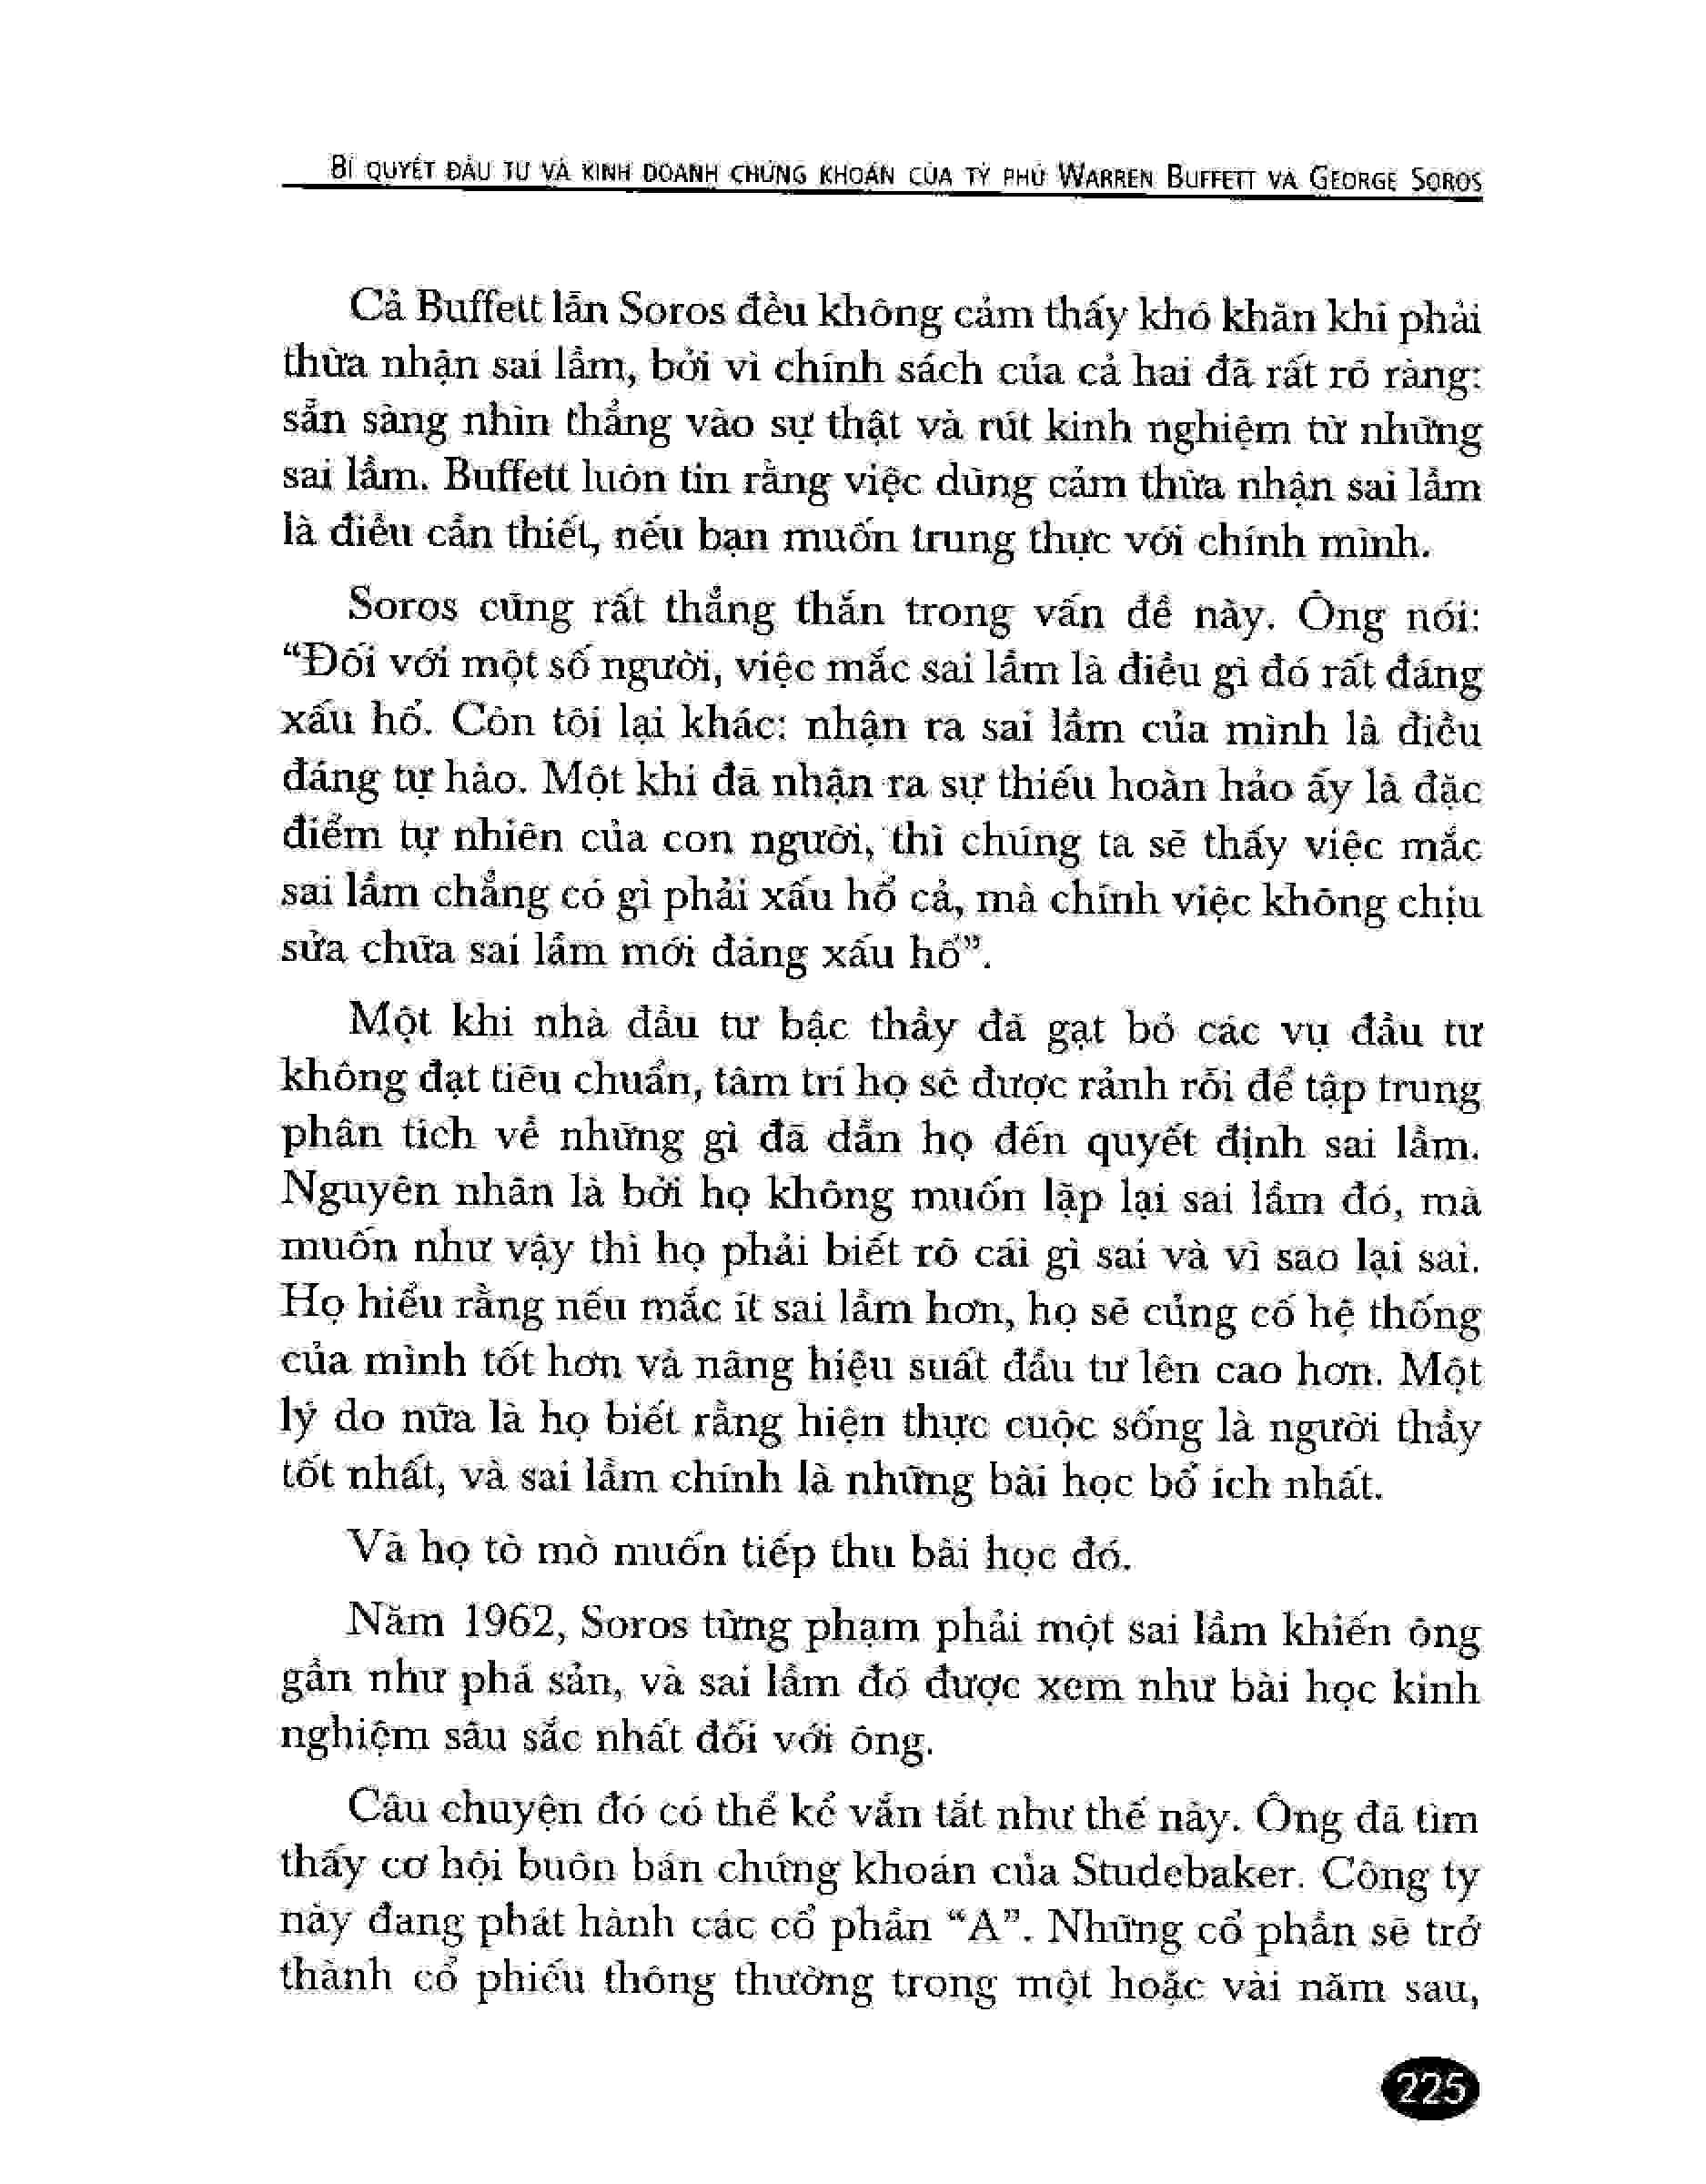 BÍ QUYẾT ĐẦU TƯ VÀ KINH DOANH CHỨNG KHOÁN CỦA TỶ PHÚ WARREN BUFFETT VÀ GEORGE SOROS
Cả Buffett lẫn Soros đều không cảm thấy khó khăn khi phải
thừa nhận sai lầm, bởi vì chính sách của cả hai đã rất rõ ràng:
sẵn sàng nhìn thẳng vào sự thật và rút kinh nghiệm từ những
sai lầm. Buffett luôn tin rằng việc dũng cảm thừa nhận sai lầm
là điều cần thiết, nếu bạn muốn trung thực với chính mình.
Soros cũng rất thẳng thắn trong vấn đề này. Ông nói:
“Đối với một số người, việc mắc sai lầm là điều gì đó rất đáng
xấu hổ. Còn tôi lại khác: nhận ra sai lầm của mình là điều
đáng tự hào. Một khi đã nhận ra sự thiếu hoàn hảo ấy là đặc
điểm tự nhiên của con người, thì chúng ta sẽ thấy việc mắc
sai lầm chẳng có gì phải xấu hổ cả, mà chính việc không chịu
sửa chữa sai lầm mới đáng xấu hổ”.
Một khi nhà đầu tư bậc thầy đã gạt bỏ các vụ đầu tư
không đạt tiêu chuẩn, tâm trí họ sẽ được rảnh rỗi để tập trung
phân tích về những gì đã dẫn họ đến quyết định sai lầm.
Nguyên nhân là bởi họ không muốn lặp lại sai lầm đó, mà
muốn như vậy thì họ phải biết rõ cái gì sai và vì sao lại sai.
Họ hiểu rằng nếu mắc ít sai lầm hơn, họ sẽ củng cố hệ thống
của mình tốt hơn và nâng hiệu suất đầu tư lên cao hơn. Một
lý do nữa là họ biết rằng hiện thực cuộc sống là người thầy
tốt nhất, và sai lầm chính là những bài học bổ ích nhất.
Và họ tò mò muốn tiếp thu bài học đó.
Năm 1962, Soros từng phạm phải một sai lầm khiến ông
gần như phá sản, và sai lầm đó được xem như bài học kinh
nghiệm sâu sắc nhất đối với ông.
Câu chuyện đó có thể kể vắn tắt như thế này. Ông đã tìm
thấy cơ hội buôn bán chứng khoán của Studebaker. Công ty
này đang phát hành các cổ phần “A”. Những cổ phần sẽ trở
thành cổ phiếu thông thường trong một hoặc vài năm sau,
225